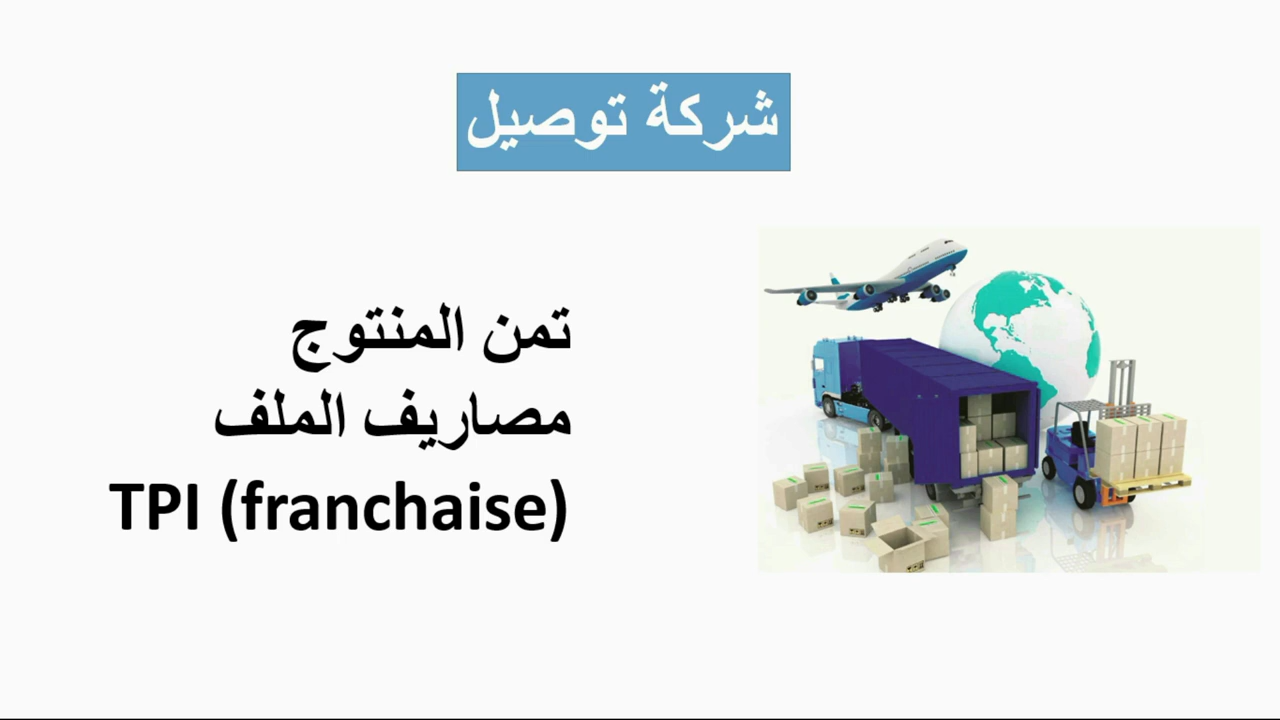 شركة توصيل
تمن المنتوج
مصاريف الملف
TPI (franchaise)